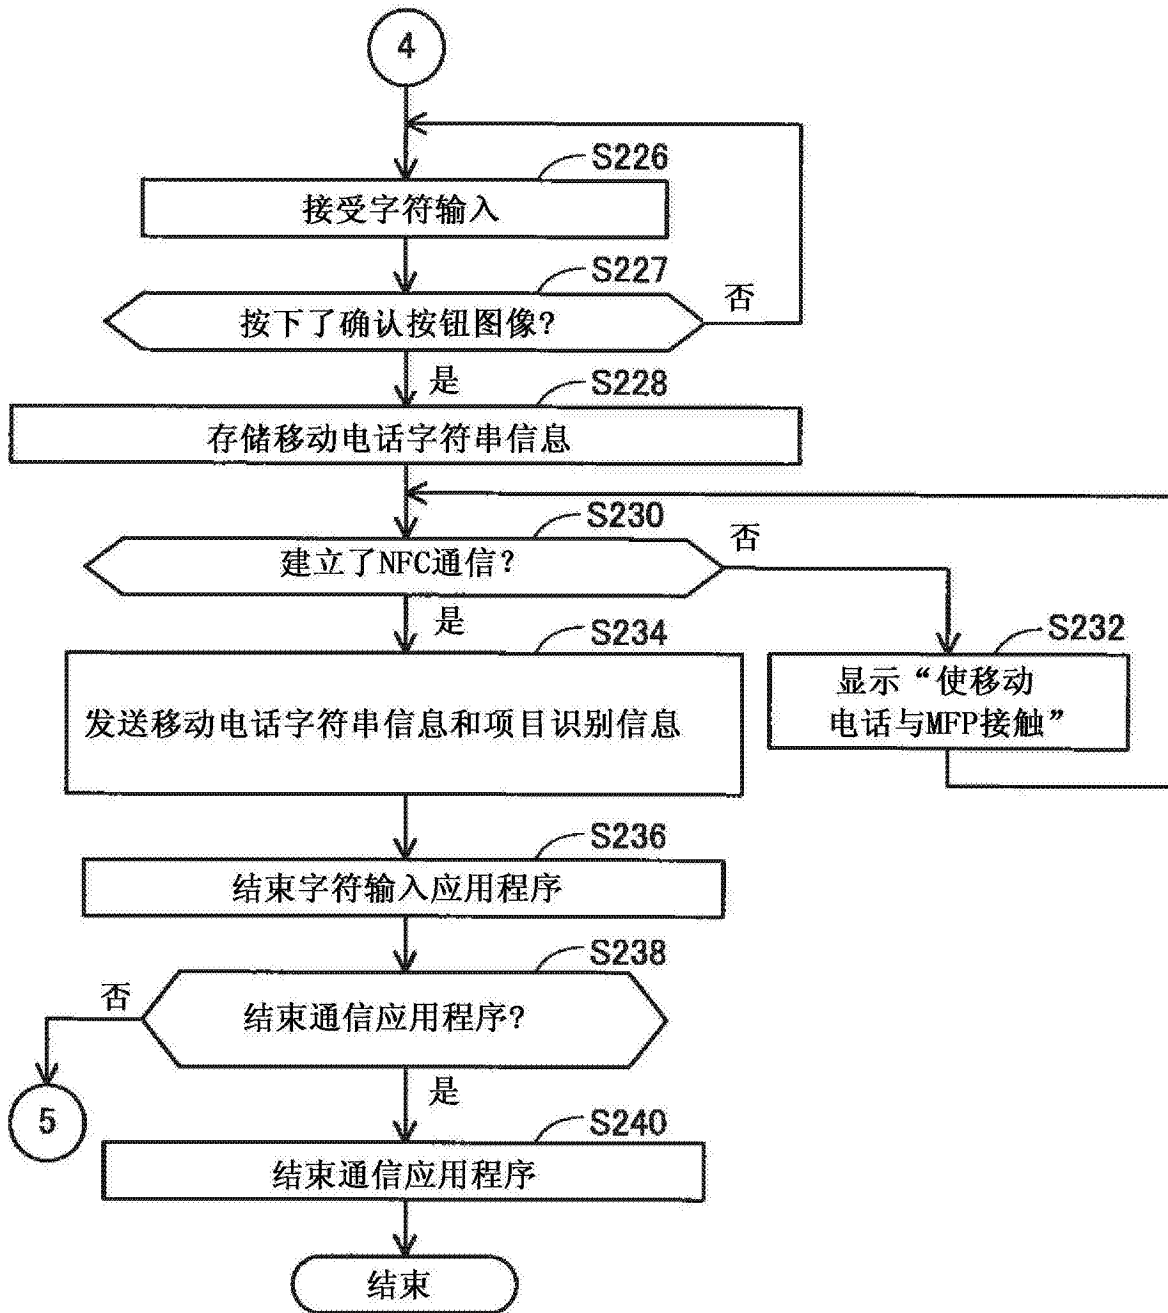 4
S226
接受字符输入
S227
按下了确认按钮图像?
否
是
S228
存储移动电话字符串信息
S230
建立了NFC通信?
否
是
S232
显示“使移动
电话与MFP接触”
S234
发送移动电话字符串信息和项目识别信息
S236
结束字符输入应用程序
S238
结束通信应用程序?
否
5
是
S240
结束通信应用程序
结束